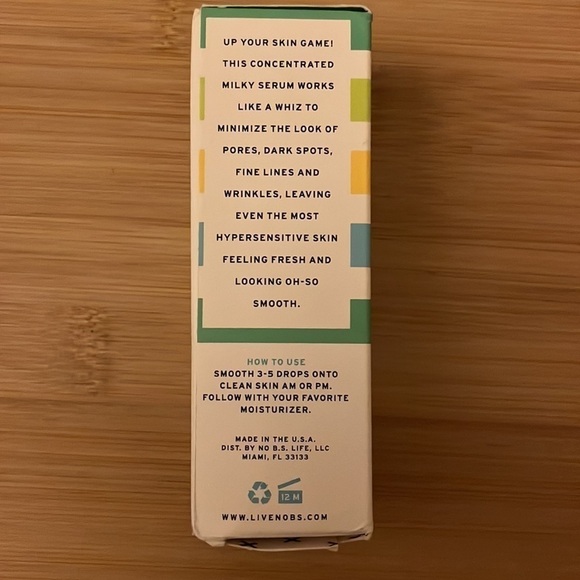 UP YOUR SKIN GAME!
THIS CONCENTRATED
MILKY SERUM WORKS
LIKE A WHIZ TO
MINIMIZE THE LOOK OF
PORES, DARK SPOTS,
FINE LINES AND
WRINKLES, LEAVING
EVEN THE MOST
HYPERSENSITIVE SKIN
FEELING FRESH AND
LOOKING OH-SO
SMOOTH.
HOW TO USE
SMOOTH 3-5 DROPS ONTO
CLEAN SKIN AM OR PM.
FOLLOW WITH YOUR FAVORITE
MOISTURIZER.
MADE IN THE U.S.A.
DIST. BY NO B.S. LIFE, LLC
MIAMI, FL 33133
12 M
WWW.LIVENOBS.COM